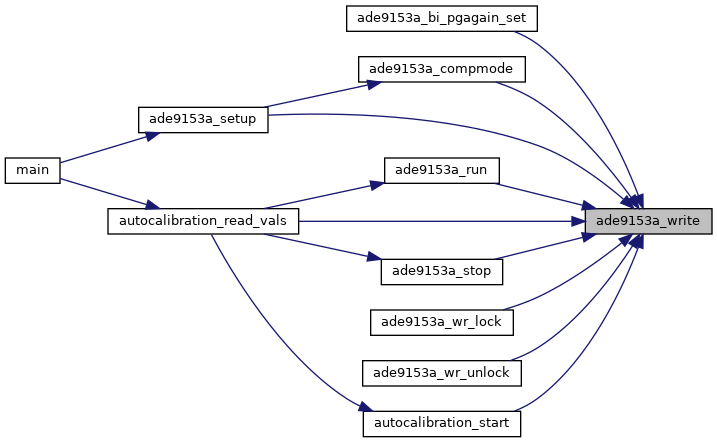 ade9153a_bi_pgagain_set
ade9153a_compmode
ade9153a_setup
main
ade9153a_run
autocalibration_read_vals
ade9153a_write
ade9153a_stop
ade9153a_wr_lock
ade9153a_wr_unlock
autocalibration_start